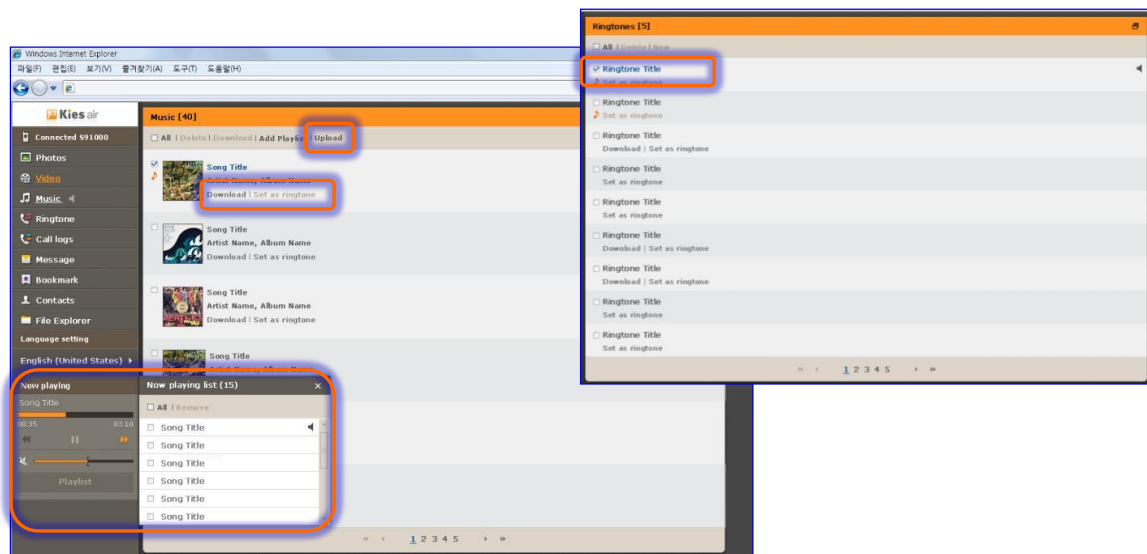 Windows Internet Explorer
파일(F) 편집(E) 보기(V) 즐겨찾기(A) 도구(T) 도움말(H)
Kies air
Connected S91000
Photos
Video
Music
Ringtone
Call logs
Message
Bookmark
Contacts
File Explorer
Language setting
English (United States)
Now playing
Song Title
00:35 03:10
Playlist
Music [40]
All | Delete | Download | Add Playlist | Upload
Song Title
Artist Name, Album Name
Download | Set as ringtone
Song Title
Artist Name, Album Name
Download | Set as ringtone
Song Title
Artist Name, Album Name
Download | Set as ringtone
Song Title
Now playing list (15)
All | Remove
Song Title
Song Title
Song Title
Song Title
Song Title
Song Title
1 2 3 4 5
Ringtones [5]
All | Delete | New
Ringtone Title
Set as ringtone
Ringtone Title
Set as ringtone
Ringtone Title
Download | Set as ringtone
Ringtone Title
Set as ringtone
Ringtone Title
Set as ringtone
Ringtone Title
Download | Set as ringtone
Ringtone Title
Download | Set as ringtone
Ringtone Title
Set as ringtone
Ringtone Title
Set as ringtone
1 2 3 4 5